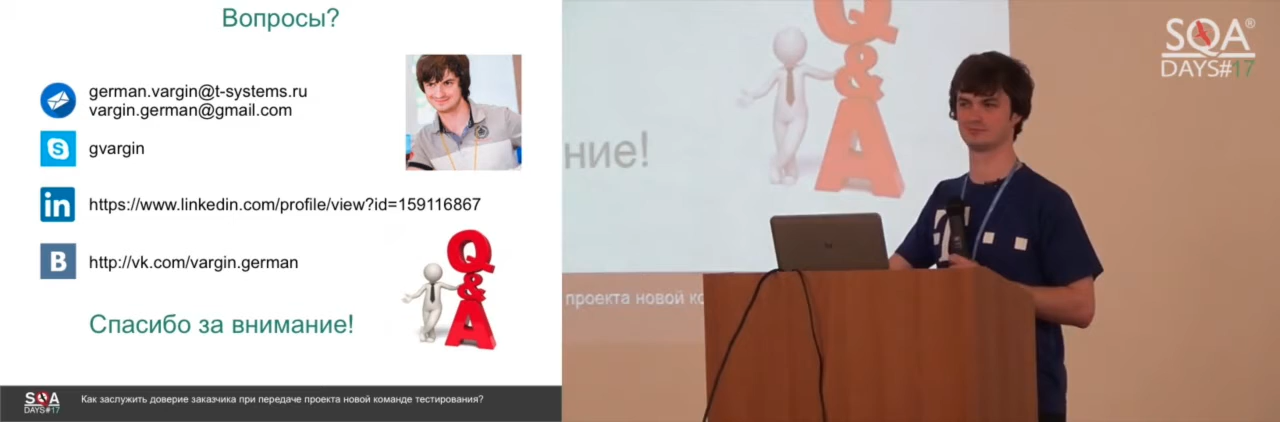 Вопросы?
german.vargin@t-systems.ru
vargin.german@gmail.com
gvargin
https://www.linkedin.com/profile/view?id=159116867
http://vk.com/vargin.german
Q
&
A
Спасибо за внимание!
SQA
DAYS#17
Как заслужить доверие заказчика при передаче проекта новой команде тестирования?
Q
&
A
ние!
проекта новой ко
SQA®
DAYS#17
T
in
B
S